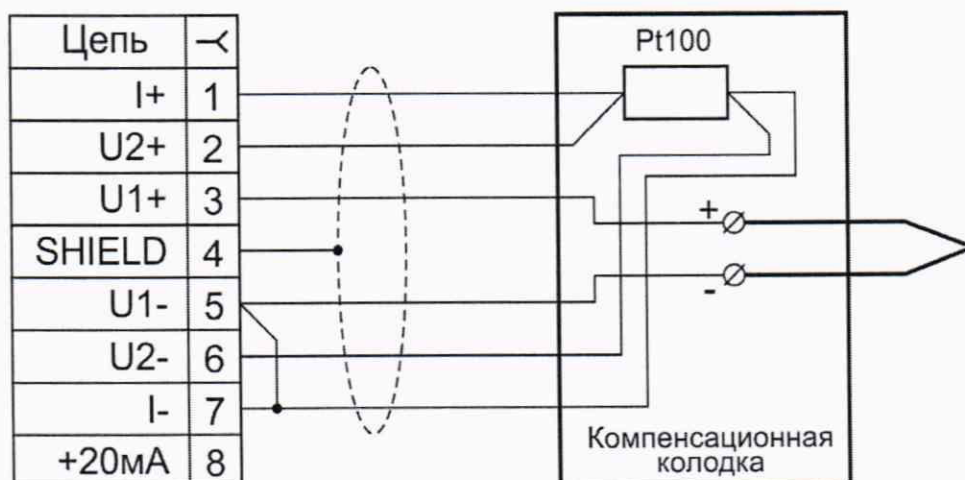 Цепь
I+ 1
U2+ 2
U1+ 3
SHIELD 4
U1- 5
U2- 6
I- 7
+20мА 8
Pt100
+
-
Компенсационная
колодка